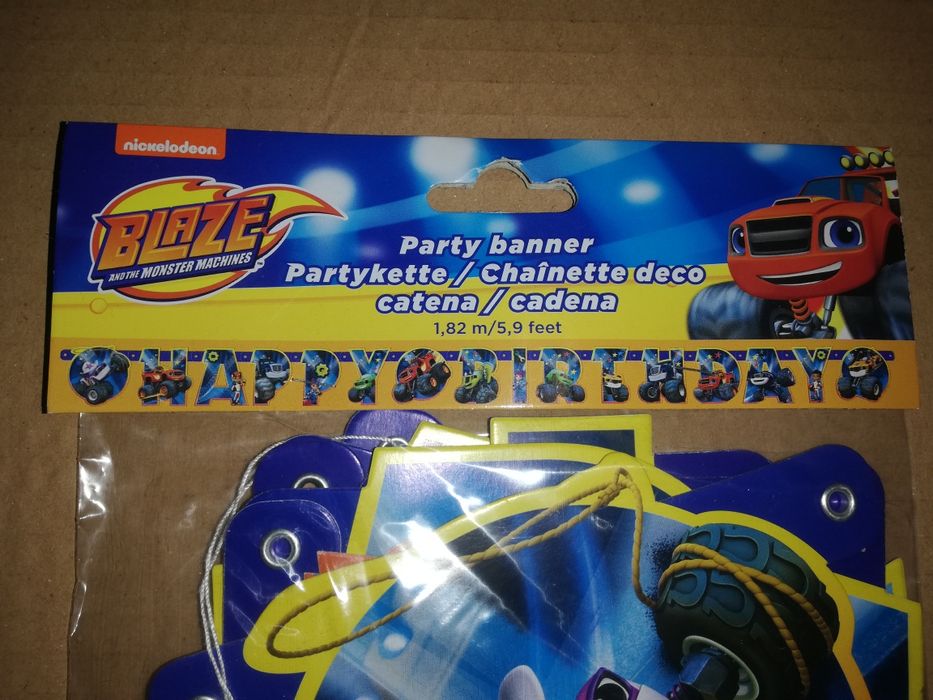 nickelodeon
BLAZE
AND THE MONSTER MACHINES
Party banner
Partykette / Chaînette deco
catena / cadena
1,82 m/5,9 feet
HAPPY BIRTHDAY